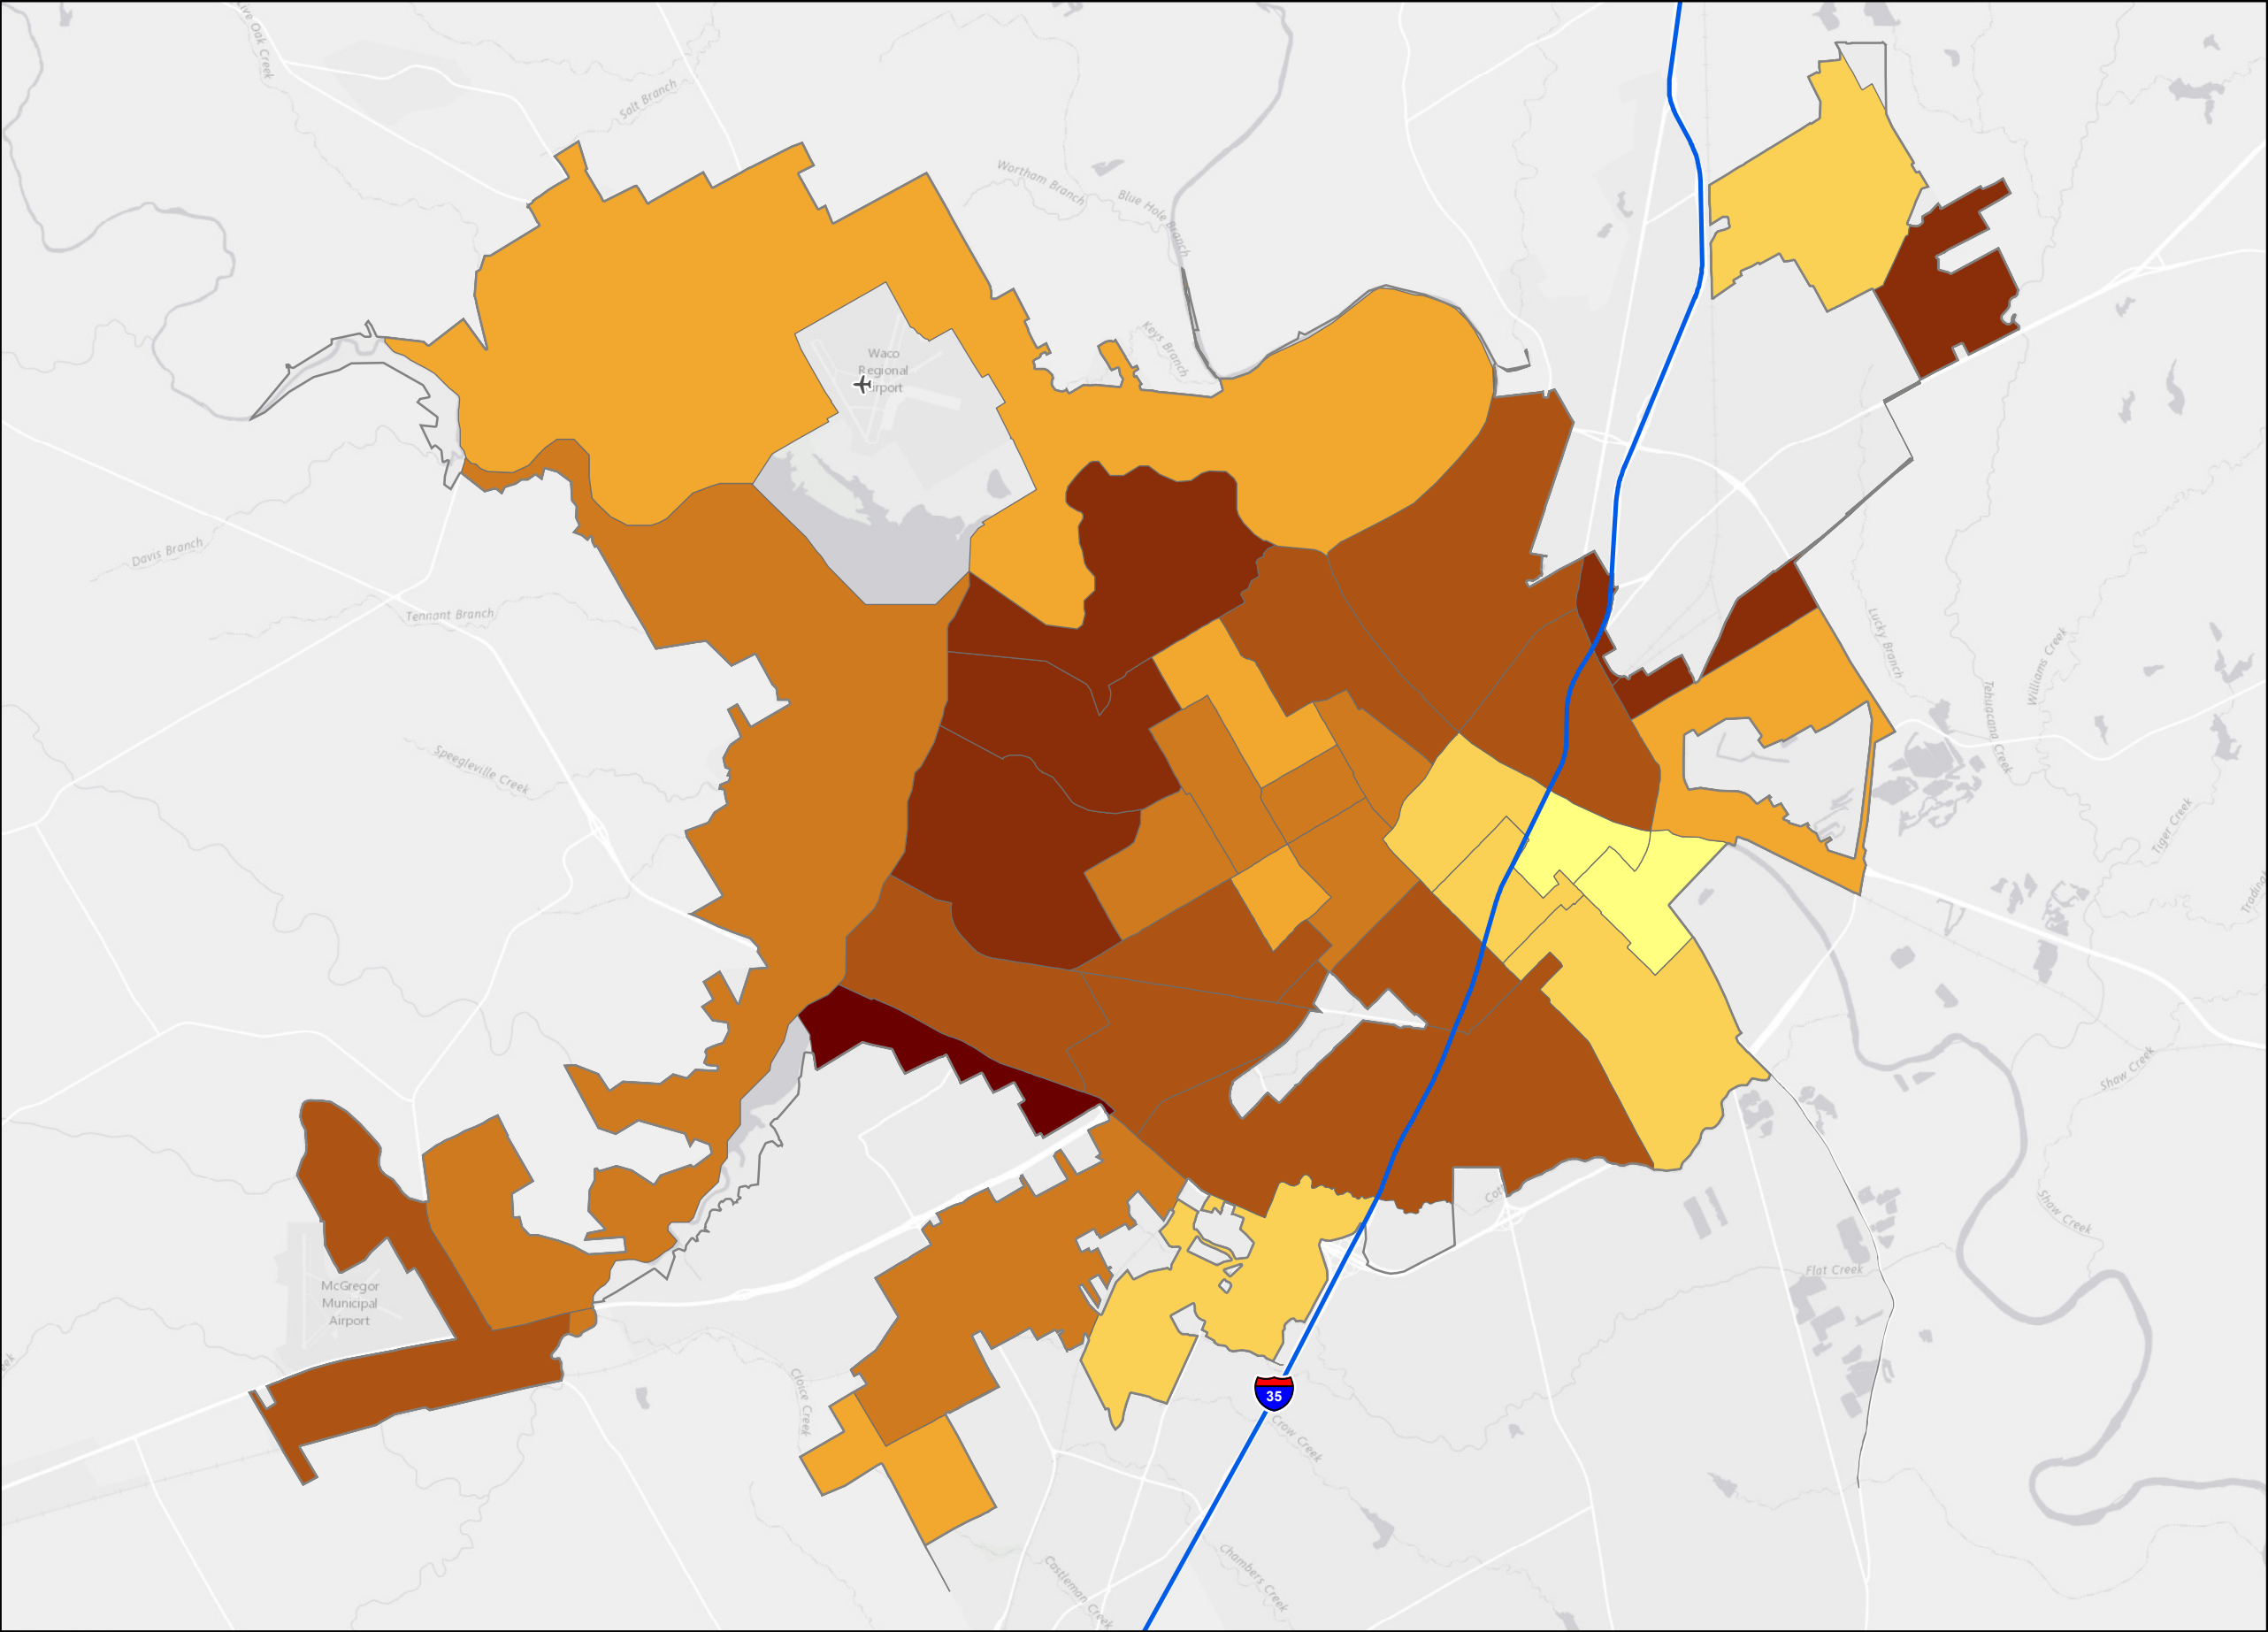 Live Oak Creek
Salt Branch
Wortham Branch
Blue Hole Branch
Keys Branch
Waco
Regional
Airport
Davis Branch
Tennant Branch
Lucky Branch
Williams Creek
Tehuacana Creek
Speegleville Creek
Tiger Creek
Shaw Creek
Shaw Creek
Flat Creek
McGregor
Municipal
Airport
Cloice Creek
35
Crow Creek
Castleman Creek
Chambers Creek